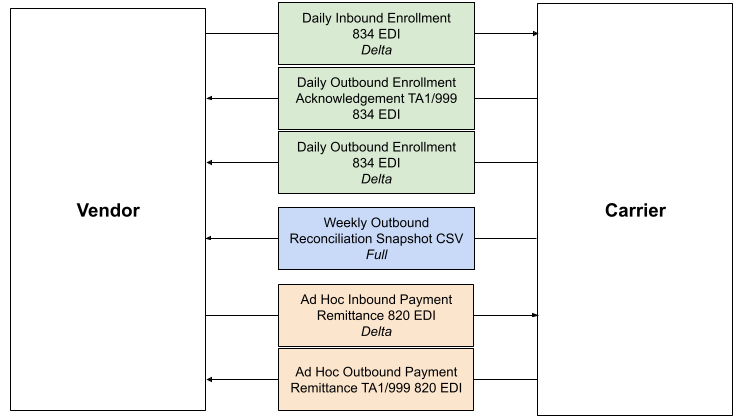 Daily Inbound Enrollment
834 EDI
Delta
Daily Outbound Enrollment
Acknowledgement TA1/999
834 EDI
Daily Outbound Enrollment
834 EDI
Delta
Vendor
Carrier
Weekly Outbound
Reconciliation Snapshot CSV
Full
Ad Hoc Inbound Payment
Remittance 820 EDI
Delta
Ad Hoc Outbound Payment
Remittance TA1/999 820 EDI